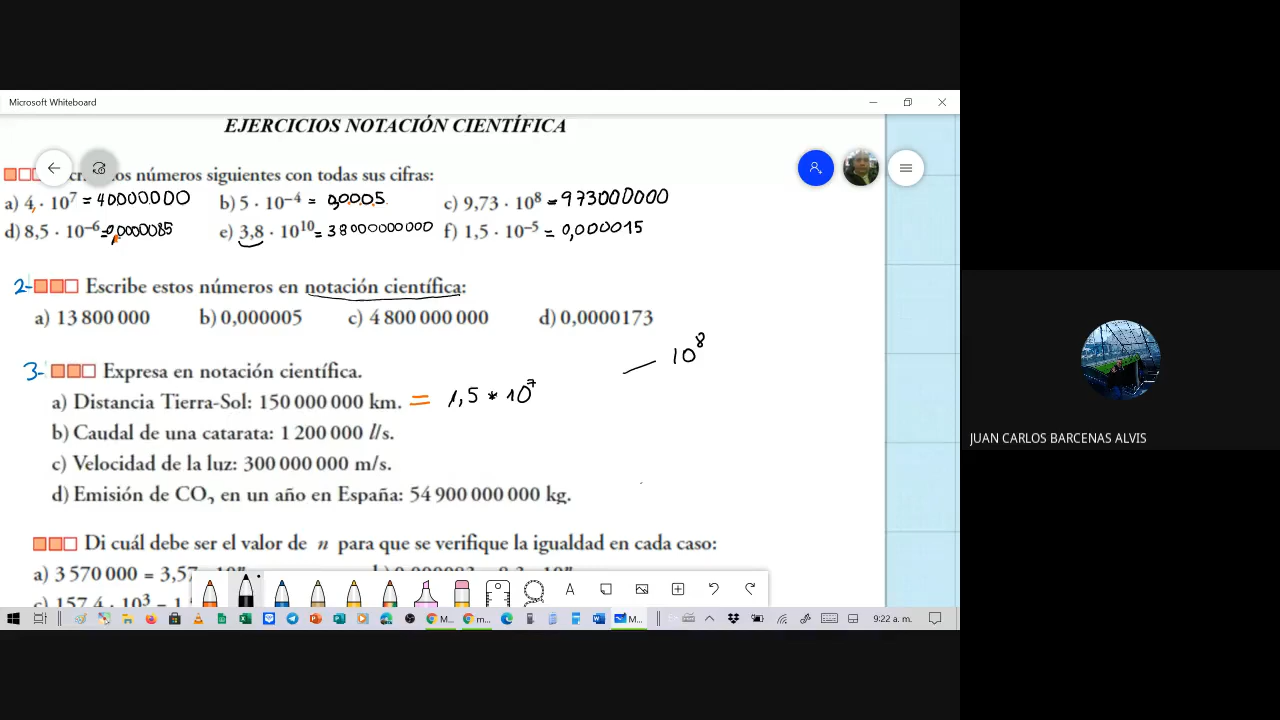 Microsoft Whiteboard
EJERCICIOS NOTACIÓN CIENTÍFICA
os números siguientes con todas sus cifras:
a) 4 · 10⁷ = 40000000 b) 5 · 10⁻⁴ = 0,0005 c) 9,73 · 10⁸ = 973000000
d) 8,5 · 10⁻⁶ = 0,0000085 e) 3,8 · 10¹⁰ = 38000000000 f) 1,5 · 10⁻⁵ = 0,000015
2- Escribe estos números en notación científica:
a) 13 800 000 b) 0,000005 c) 4 800 000 000 d) 0,0000173
10⁸
3- Expresa en notación científica.
a) Distancia Tierra-Sol: 150 000 000 km. = 1,5 * 10⁷
b) Caudal de una catarata: 1 200 000 l/s.
c) Velocidad de la luz: 300 000 000 m/s.
d) Emisión de CO₂ en un año en España: 54 900 000 000 kg.
Di cuál debe ser el valor de n para que se verifique la igualdad en cada caso:
a) 3 570 000 = 3,57
c) 157,4 · 10³ = 1
JUAN CARLOS BARCENAS ALVIS
M... m... M...
9:22 a. m.